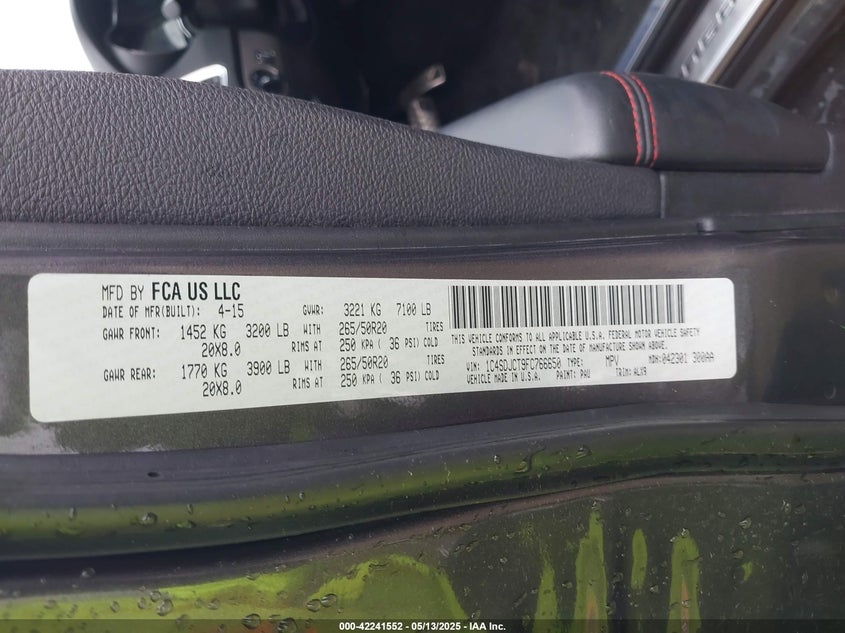 MFD BY FCA US LLC
DATE OF MFR(BUILT): 4-15 GVWR: 3221 KG 7100 LB
GAWR FRONT: 1452 KG 3200 LB WITH 265/50R20 TIRES
20X8.0 RIMS AT 250 KPA ( 36 PSI) COLD
GAWR REAR: 1770 KG 3900 LB WITH 265/50R20 TIRES
20X8.0 RIMS AT 250 KPA ( 36 PSI) COLD
THIS VEHICLE CONFORMS TO ALL APPLICABLE U.S.A. FEDERAL MOTOR VEHICLE SAFETY
STANDARDS IN EFFECT ON THE DATE OF MANUFACTURE SHOWN ABOVE.
VIN: 1C4SDJCT9FC766650 TYPE: MPV MDH: 042301 300AA
VEHICLE MADE IN U.S.A. PAINT: PAU TRIM: ALX9
000-42241552 - 05/13/2025 - IAA Inc.